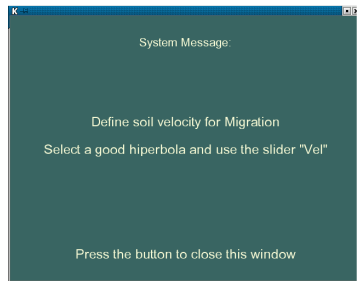 System Message:
Define soil velocity for Migration
Select a good hiperbola and use the slider "Vel"
Press the button to close this window